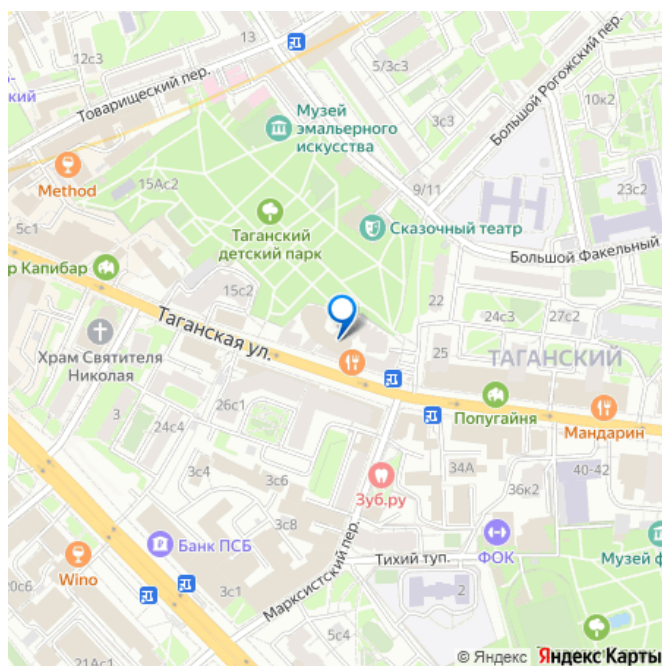 13
5/3с3
Товарищеский пер.
Большой Рогожский пер.
10к2
3с3
Музей
эмальерного
искусства
ский
Method
15Ас2
9/11
23с2
5с1
Таганский
детский парк
Сказочный театр
Большой Факельный
р Капибар
15с2
22
24с3
27с2
Таганская ул.
Храм Святителя
Николая
25
ТАГАНСКИЙ
Попугайня
Мандарин
3
26с1
24с4
3с4
3с6
Зуб.ру
34А
40-42
36к2
3с8
Банк ПСБ
Марксистский пер.
Тихий туп.
ФОК
Музей ф
Wino
20с6
3с1
2
5с4
21Ас1
© Яндекс Яндекс Карты